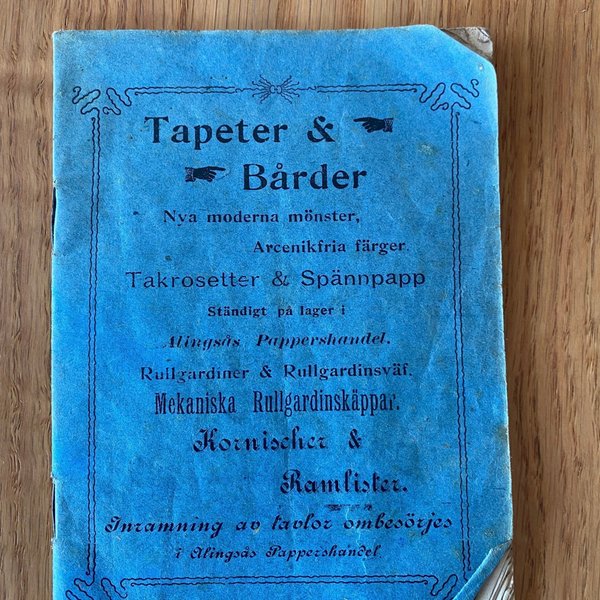 Tapeter &
Bårder
Nya moderna mönster,
Arcenikfria färger
Takrosetter & Spännpapp
Ständigt på lager i
Alingsås Pappershandel.
Rullgardiner & Rullgardinsväf.
Mekaniska Rullgardinskäppar.
Kornischer &
Ramlister.
Inramning av tavlor ombesörjes
i Alingsås Pappershandel